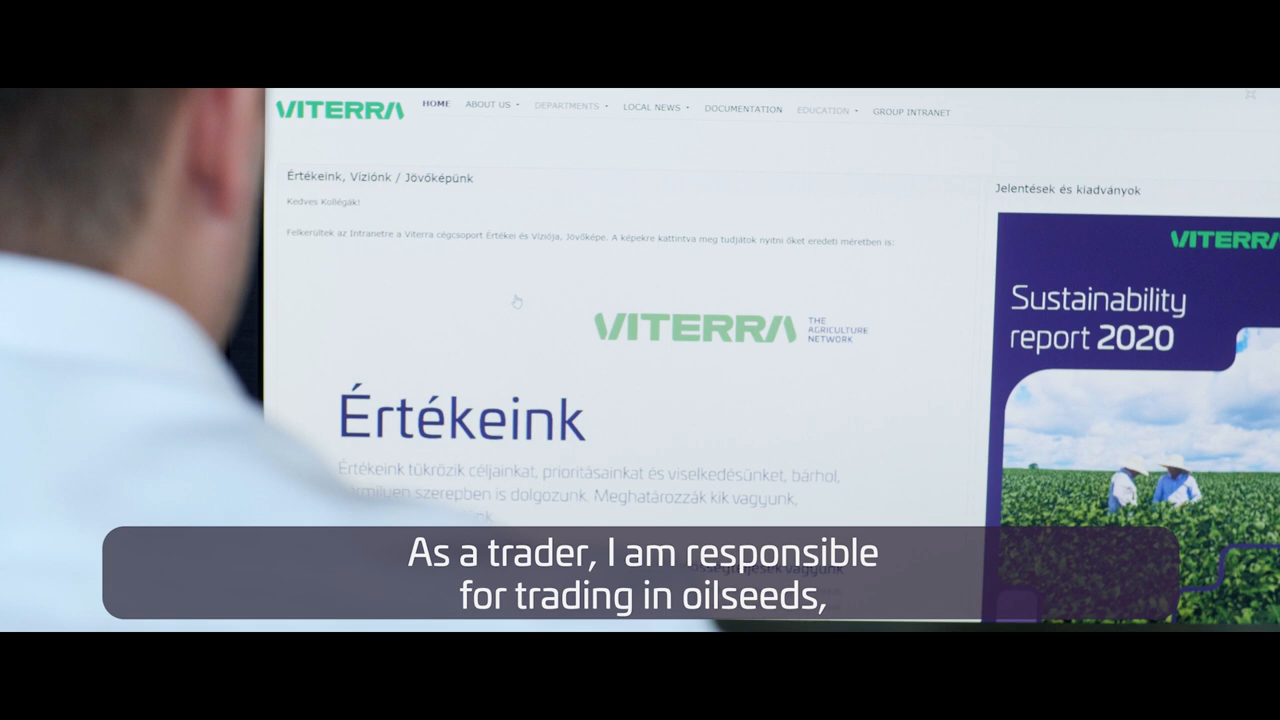 VITERRA
HOME ABOUT US DEPARTMENTS LOCAL NEWS DOCUMENTATION EDUCATION GROUP INTRANET
Értékeink, Víziónk / Jövőképünk
Kedves Kollégák!
Felkerültek az Intranetre a Viterra cégcsoport Értékei és Víziója, Jövőképe. A képekre kattintva meg tudjátok nyitni őket eredeti méretben is:
VITERRA THE AGRICULTURE NETWORK
Értékeink
Értékeink tükrözik céljainkat, prioritásainkat és viselkedésünket, bárhol,
szerepben is dolgozunk. Meghatározzák kik vagyunk,
Jelentések és kiadványok
VITERRA
Sustainability
report 2020
As a trader, I am responsible
for trading in oilseeds,